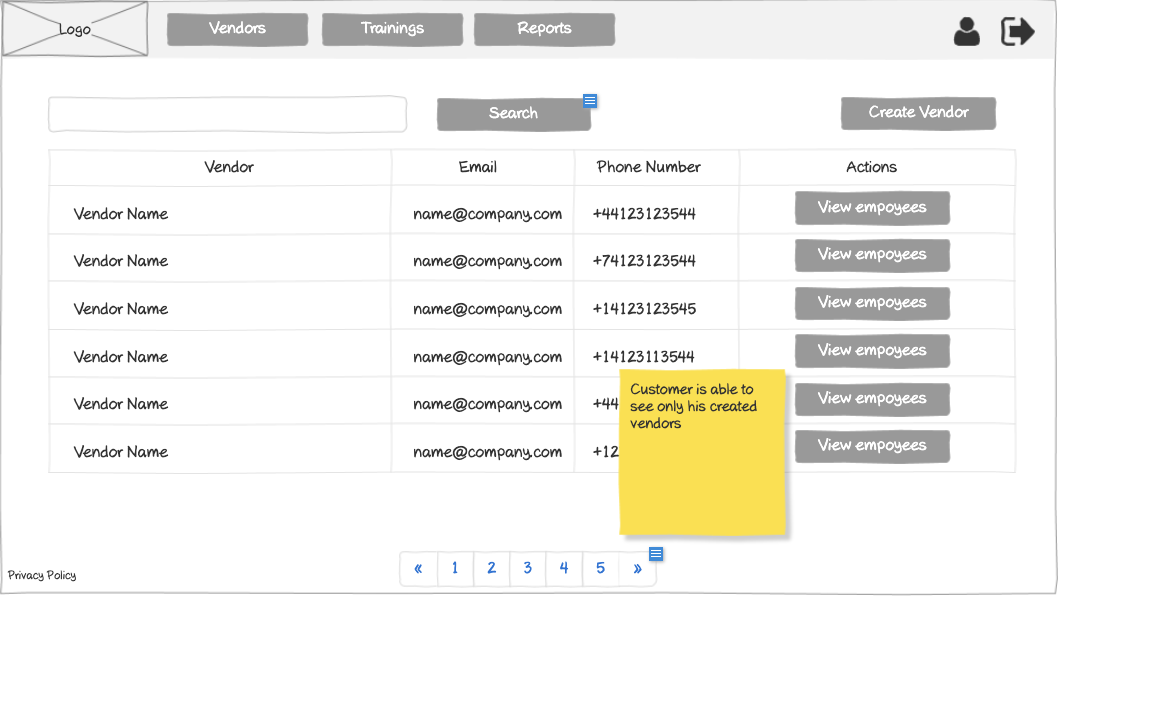 Logo
Vendors
Trainings
Reports
Search
Create Vendor
Vendor Email Phone Number Actions
Vendor Name name@company.com +44123123544 View empoyees
Vendor Name name@company.com +74123123544 View empoyees
Vendor Name name@company.com +14123123545 View empoyees
Vendor Name name@company.com +14123113544 View empoyees
Vendor Name name@company.com +44 View empoyees
Vendor Name name@company.com +12 View empoyees
Customer is able to
see only his created
vendors
« 1 2 3 4 5 »
Privacy Policy